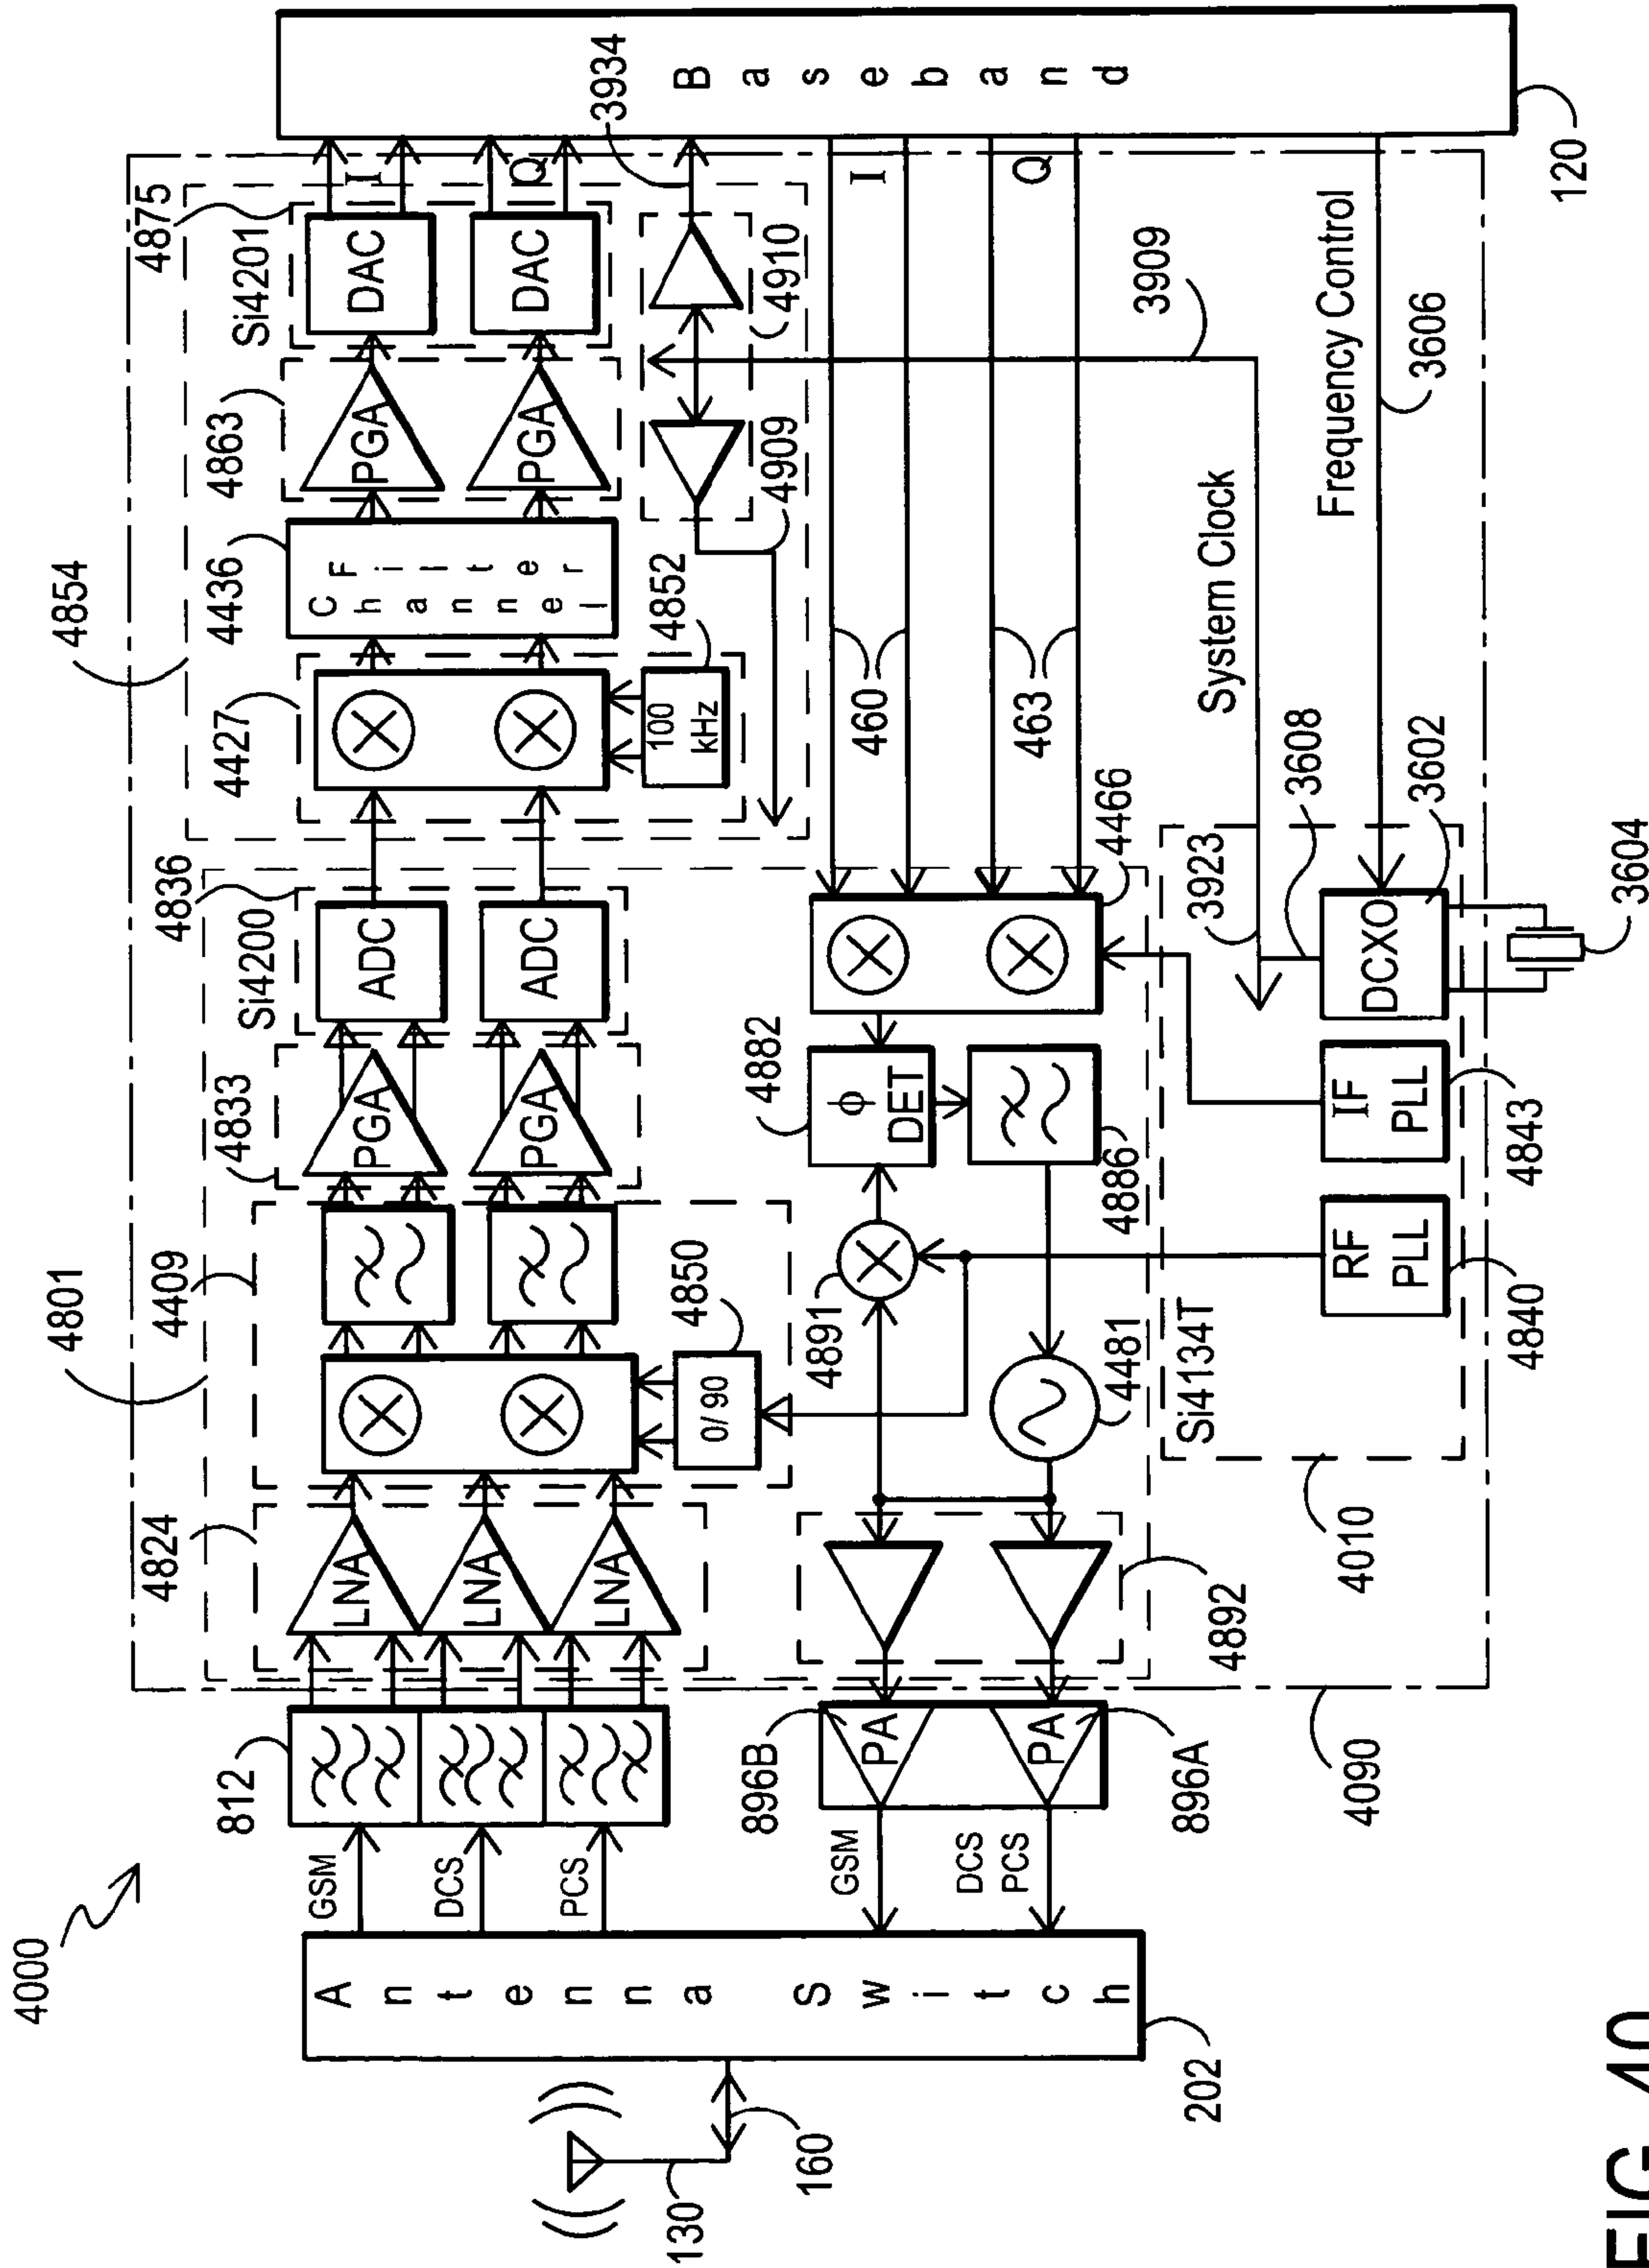 4000
130
160
202
Antenna Switch
GSM
DCS
PCS
812
4824
LNA
LNA
LNA
4801
4409
0/90
4850
4833
PGA
PGA
4836
Si4200
ADC
ADC
4854
4427
100
kHz
4852
4436
Channel
Filter
4863
PGA
PGA
4875
Si4201
DAC
DAC
I
Q
3934
4909
4910
Baseband
120
GSM
DCS
PCS
896B
PA
PA
896A
4892
4891
4481
4882
ϕ
DET
4886
4466
460
463
I
Q
3909
System Clock
Frequency Control
3606
3923
3608
3602
DCXO
3604
IF
PLL
4843
RF
PLL
4840
Si4134T
4010
4090
FIG 40